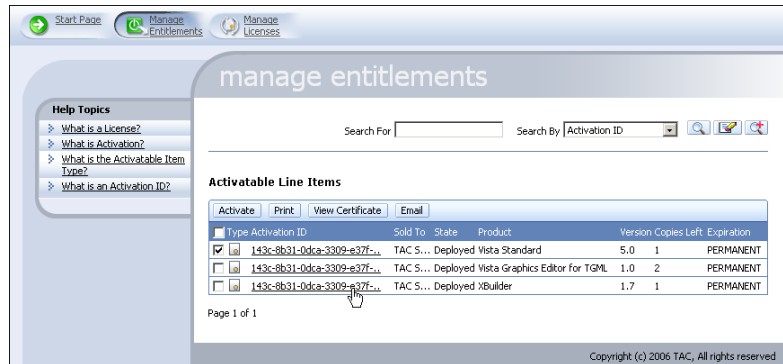 Start Page
Manage Entitlements
Manage Licenses
manage entitlements
Help Topics
What is a License?
What is Activation?
What is the Activatable Item Type?
What is an Activation ID?
Search For
Search By Activation ID
Activatable Line Items
Activate Print View Certificate Email
Type Activation ID Sold To State Product Version Copies Left Expiration
143c-8b31-0dca-3309-e37f-.. TAC S... Deployed Vista Standard 5.0 1 PERMANENT
143c-8b31-0dca-3309-e37f-.. TAC S... Deployed Vista Graphics Editor for TGML 1.0 2 PERMANENT
143c-8b31-0dca-3309-e37f-.. TAC S... Deployed XBuilder 1.7 1 PERMANENT
Page 1 of 1
Copyright (c) 2006 TAC, All rights reserved